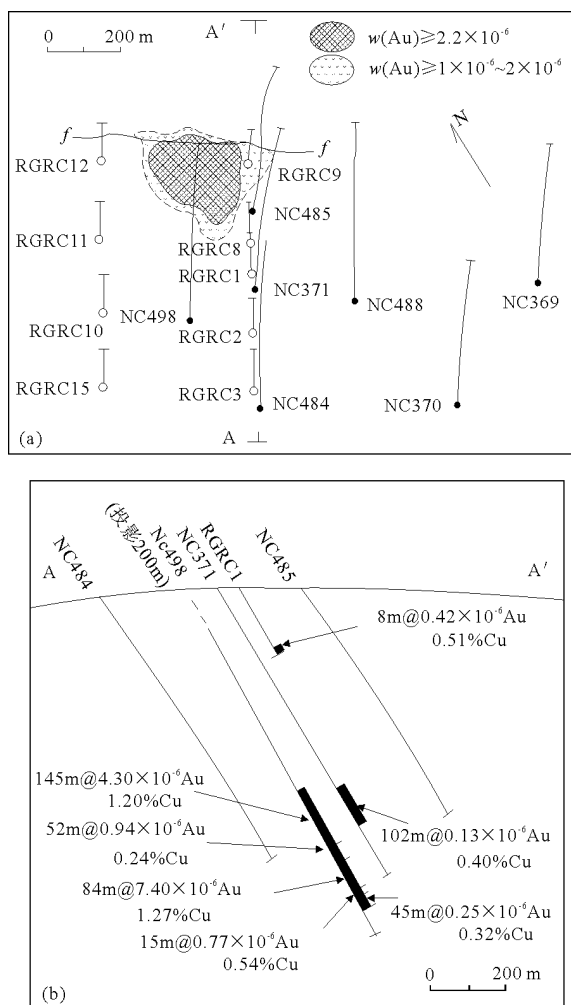 A′
0 200 m
w(Au)≥2.2×10⁻⁶
w(Au)≥1×10⁻⁶~2×10⁻⁶
N
f f
RGRC12
RGRC9
NC485
RGRC11
RGRC8
RGRC1
NC371
NC488
NC369
RGRC10
NC498
RGRC2
RGRC15
RGRC3
NC484
NC370
(a)
A
A
NC484
(投影200m)
Nc498
NC371
RGRC1
NC485
A′
8m@0.42×10⁻⁶Au
0.51%Cu
145m@4.30×10⁻⁶Au
1.20%Cu
52m@0.94×10⁻⁶Au
0.24%Cu
102m@0.13×10⁻⁶Au
0.40%Cu
84m@7.40×10⁻⁶Au
1.27%Cu
15m@0.77×10⁻⁶Au
0.54%Cu
45m@0.25×10⁻⁶Au
0.32%Cu
(b)
0 200 m